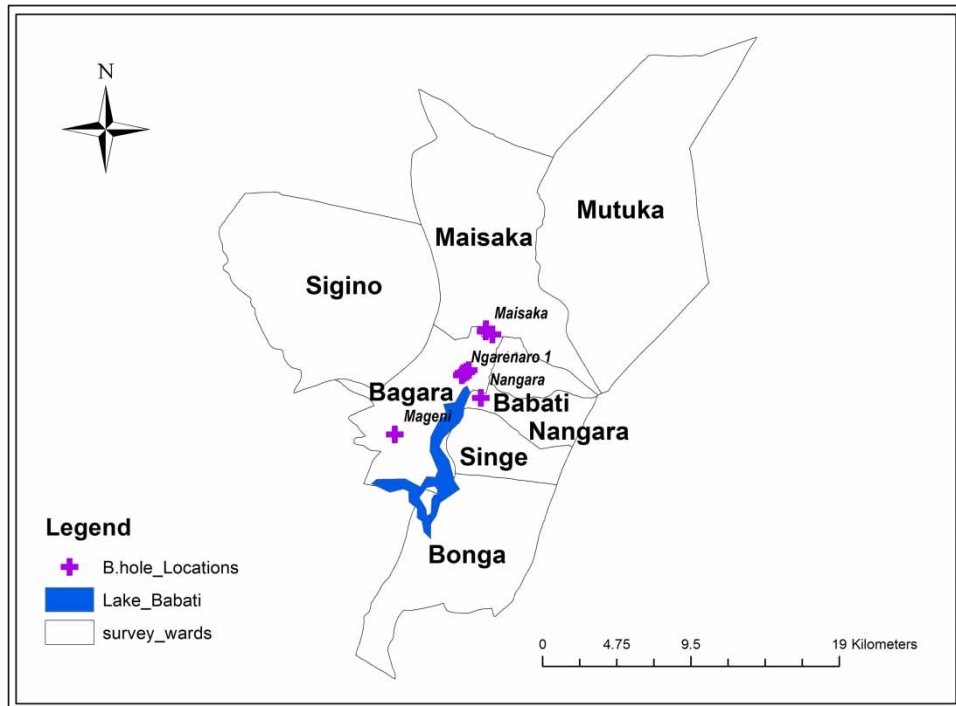 N
Mutuka
Maisaka
Sigino
Maisaka
Ngarenaro 1
Nangara
Bagara
Babati
Mageni
Nangara
Singe
Bonga
Legend
B.hole_Locations
Lake_Babati
survey_wards
0 4.75 9.5 19 Kilometers